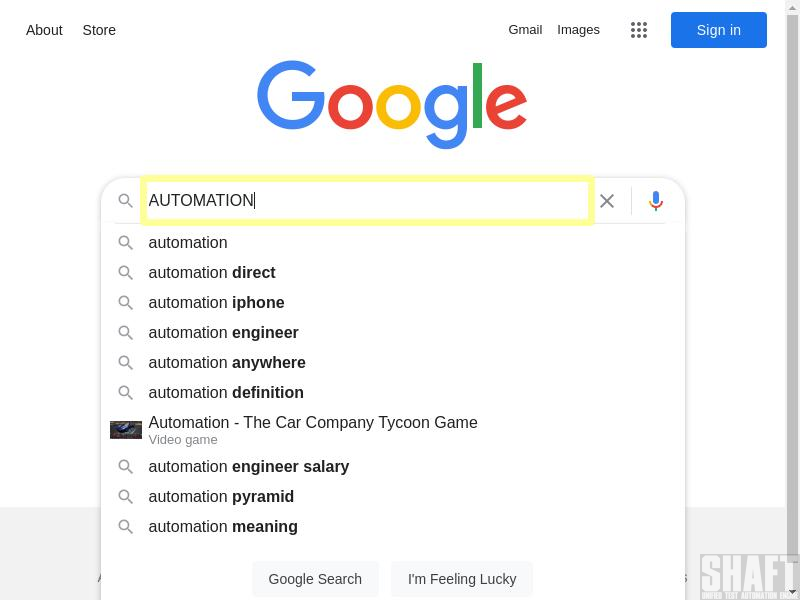 About Store
Gmail Images
Sign in
Google
AUTOMATION
automation
automation direct
automation iphone
automation engineer
automation anywhere
automation definition
Automation - The Car Company Tycoon Game
Video game
automation engineer salary
automation pyramid
automation meaning
Google Search I'm Feeling Lucky
SHAFT